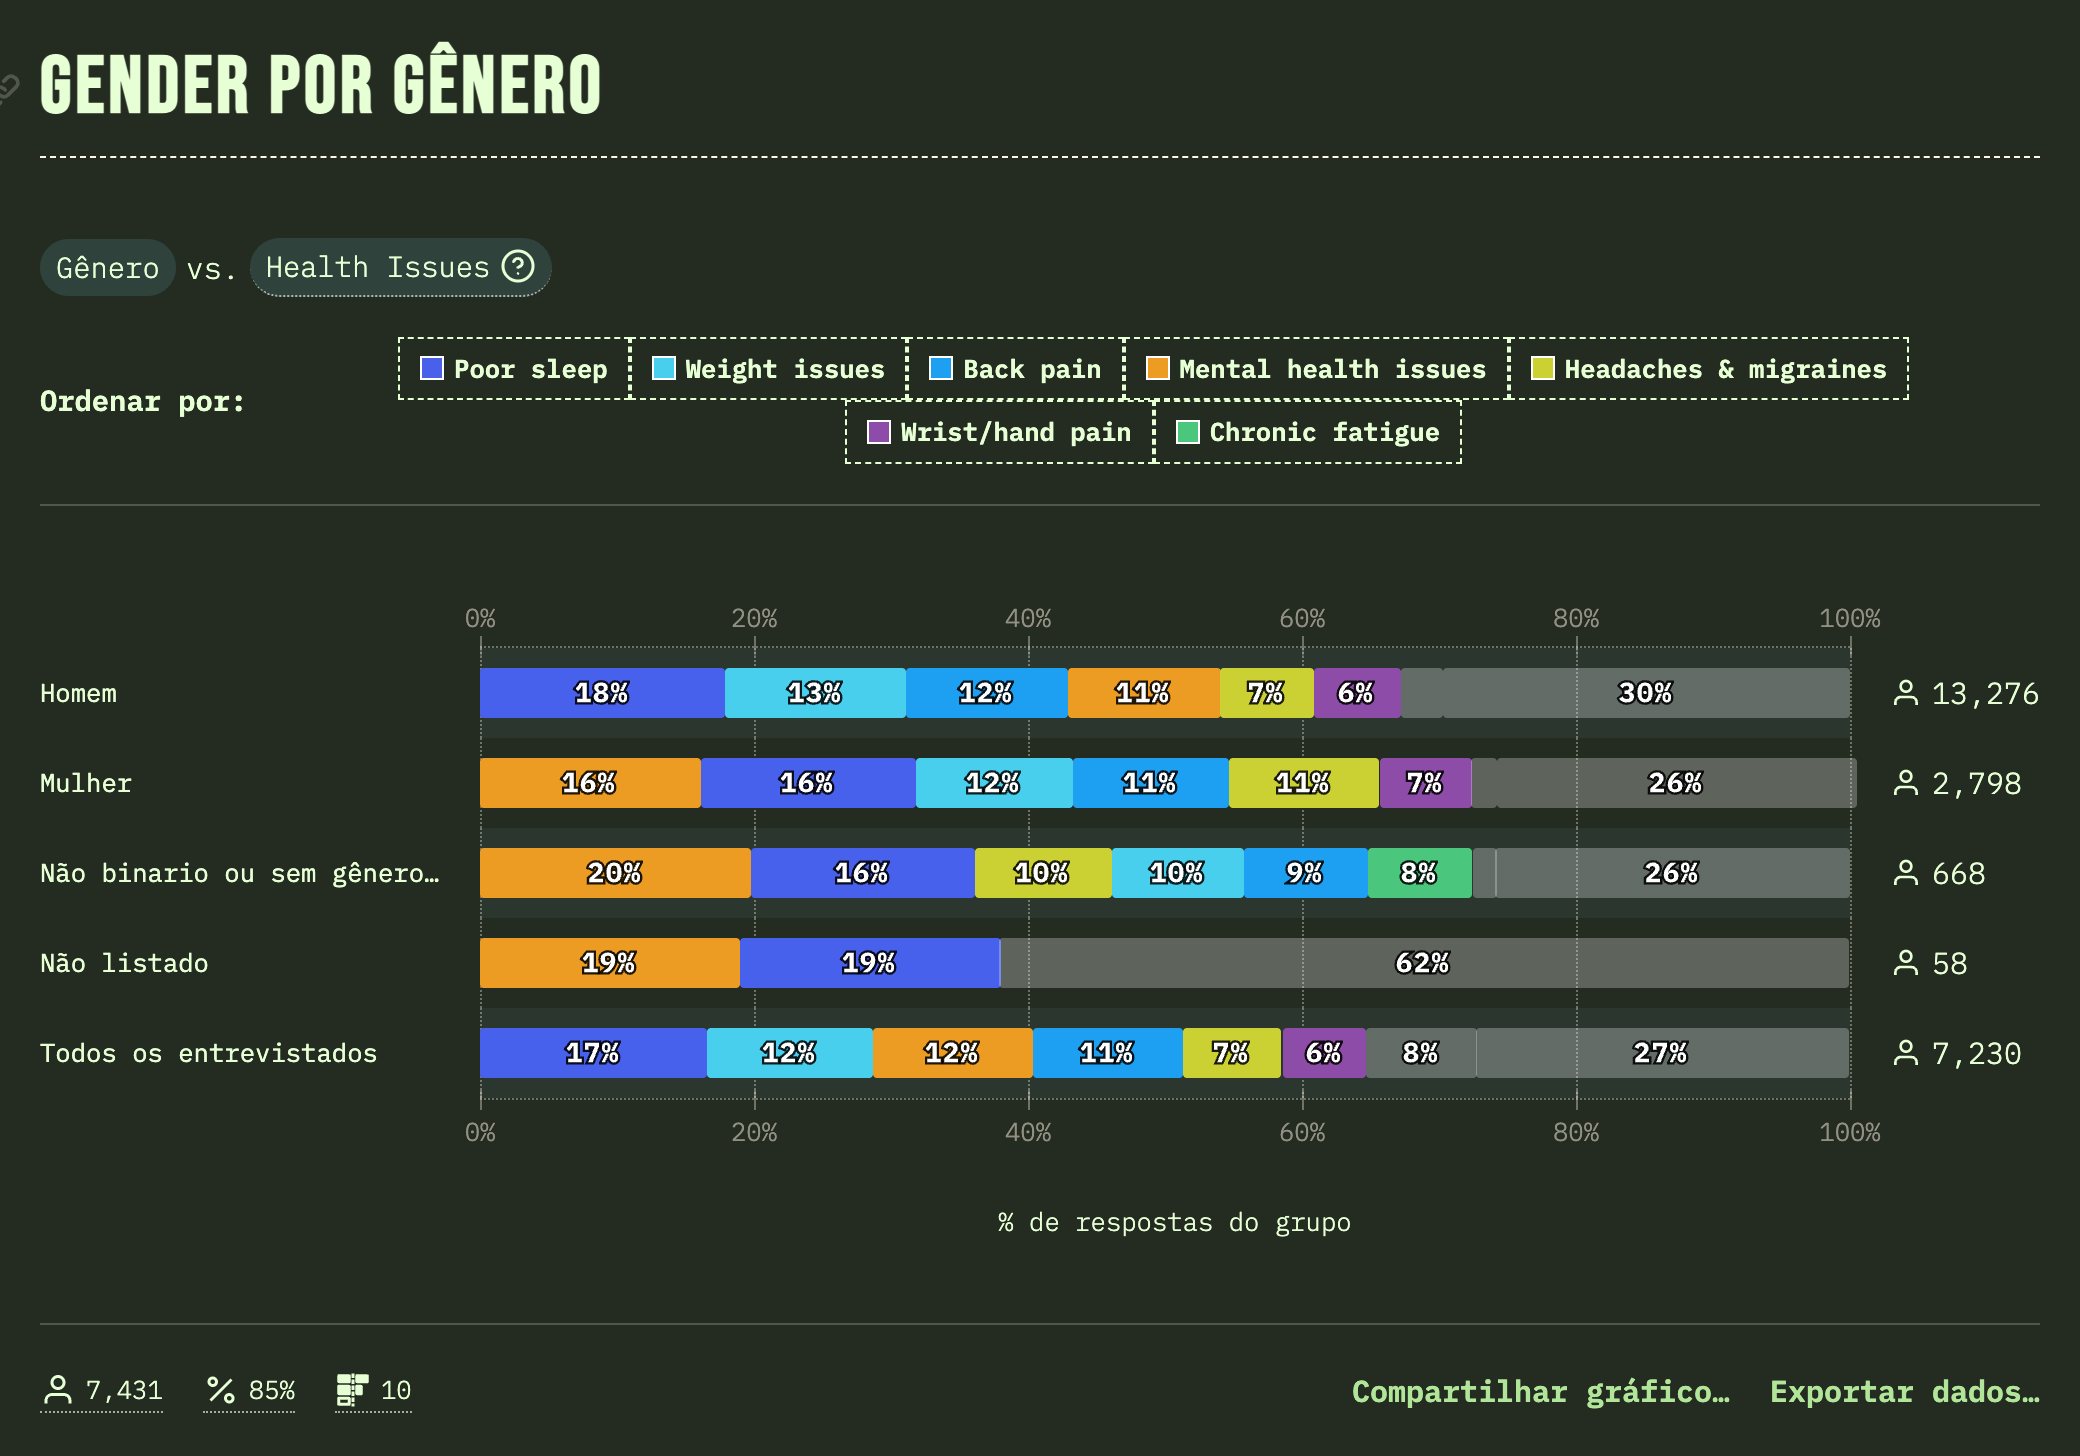 GENDER POR GÊNERO
Gênero vs. Health Issues ?
Ordenar por:
Poor sleep Weight issues Back pain Mental health issues Headaches & migraines
Wrist/hand pain Chronic fatigue
0% 20% 40% 60% 80% 100%
Homem 18% 13% 12% 11% 7% 6% 30% 13,276
Mulher 16% 16% 12% 11% 11% 7% 26% 2,798
Não binario ou sem gênero… 20% 16% 10% 10% 9% 8% 26% 668
Não listado 19% 19% 62% 58
Todos os entrevistados 17% 12% 12% 11% 7% 6% 8% 27% 7,230
0% 20% 40% 60% 80% 100%
% de respostas do grupo
7,431 % 85% 10 Compartilhar gráfico… Exportar dados…